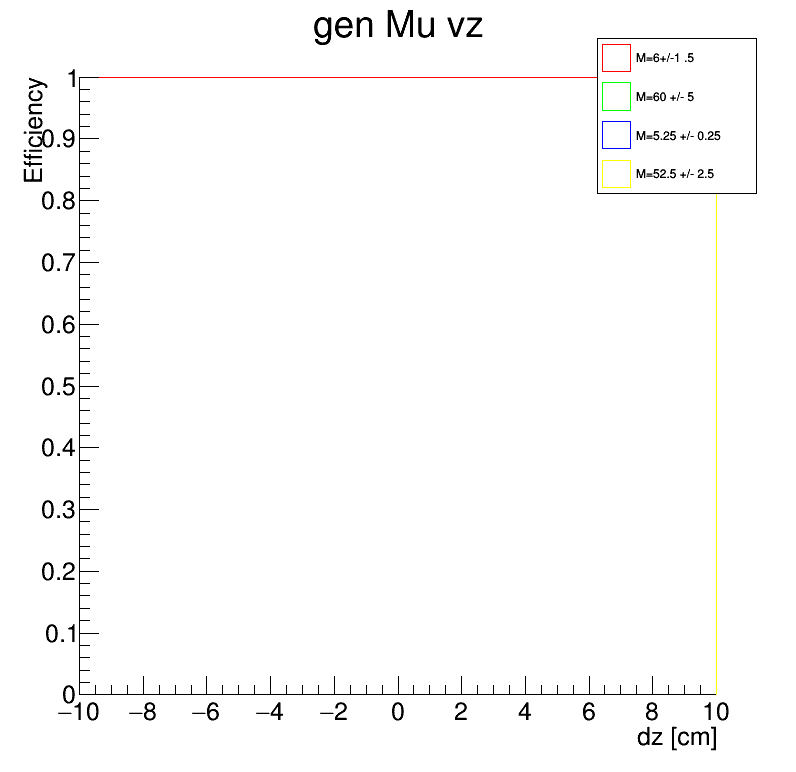 gen Mu vz
M=6+/-1 .5
M=60 +/- 5
M=5.25 +/- 0.25
M=52.5 +/- 2.5
Efficiency
1
0.9
0.8
0.7
0.6
0.5
0.4
0.3
0.2
0.1
0
−10 −8 −6 −4 −2 0 2 4 6 8 10
dz [cm]